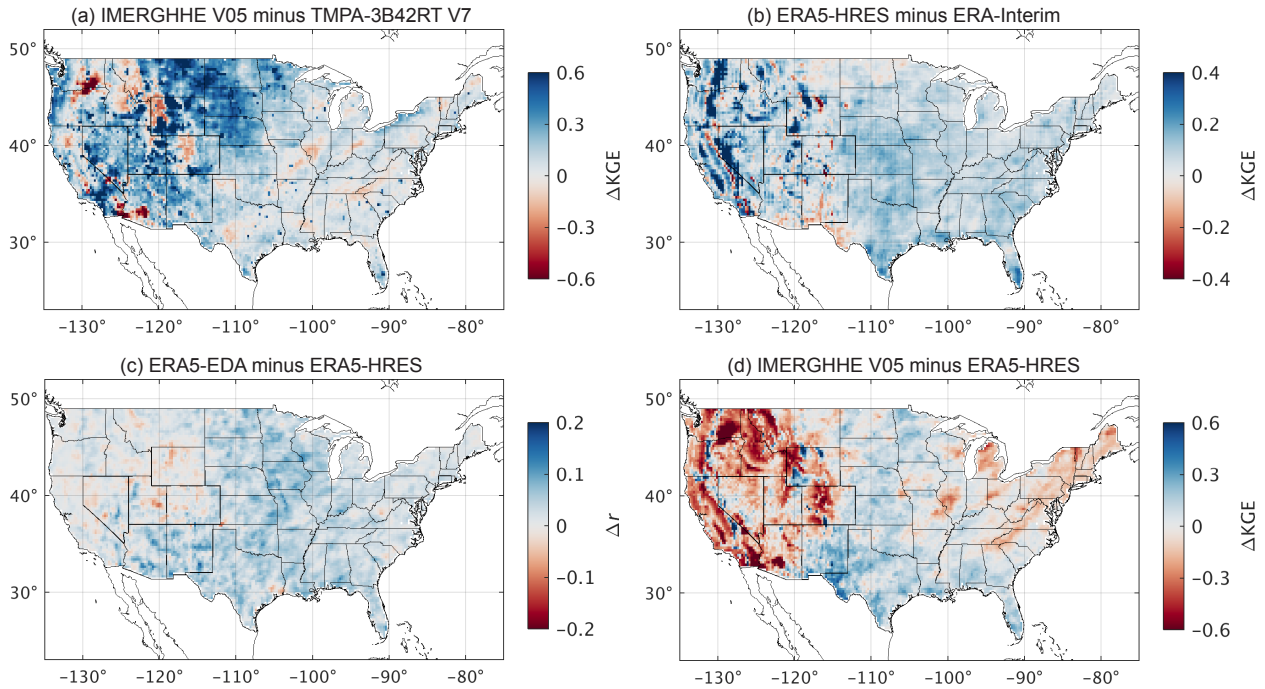 (a) IMERGHHE V05 minus TMPA-3B42RT V7
50°
40°
30°
−130° −120° −110° −100° −90° −80°
0.6
0.3
0
−0.3
−0.6
ΔKGE
(b) ERA5-HRES minus ERA-Interim
50°
40°
30°
−130° −120° −110° −100° −90° −80°
0.4
0.2
0
−0.2
−0.4
ΔKGE
(c) ERA5-EDA minus ERA5-HRES
50°
40°
30°
−130° −120° −110° −100° −90° −80°
0.2
0.1
0
−0.1
−0.2
Δr
(d) IMERGHHE V05 minus ERA5-HRES
50°
40°
30°
−130° −120° −110° −100° −90° −80°
0.6
0.3
0
−0.3
−0.6
ΔKGE